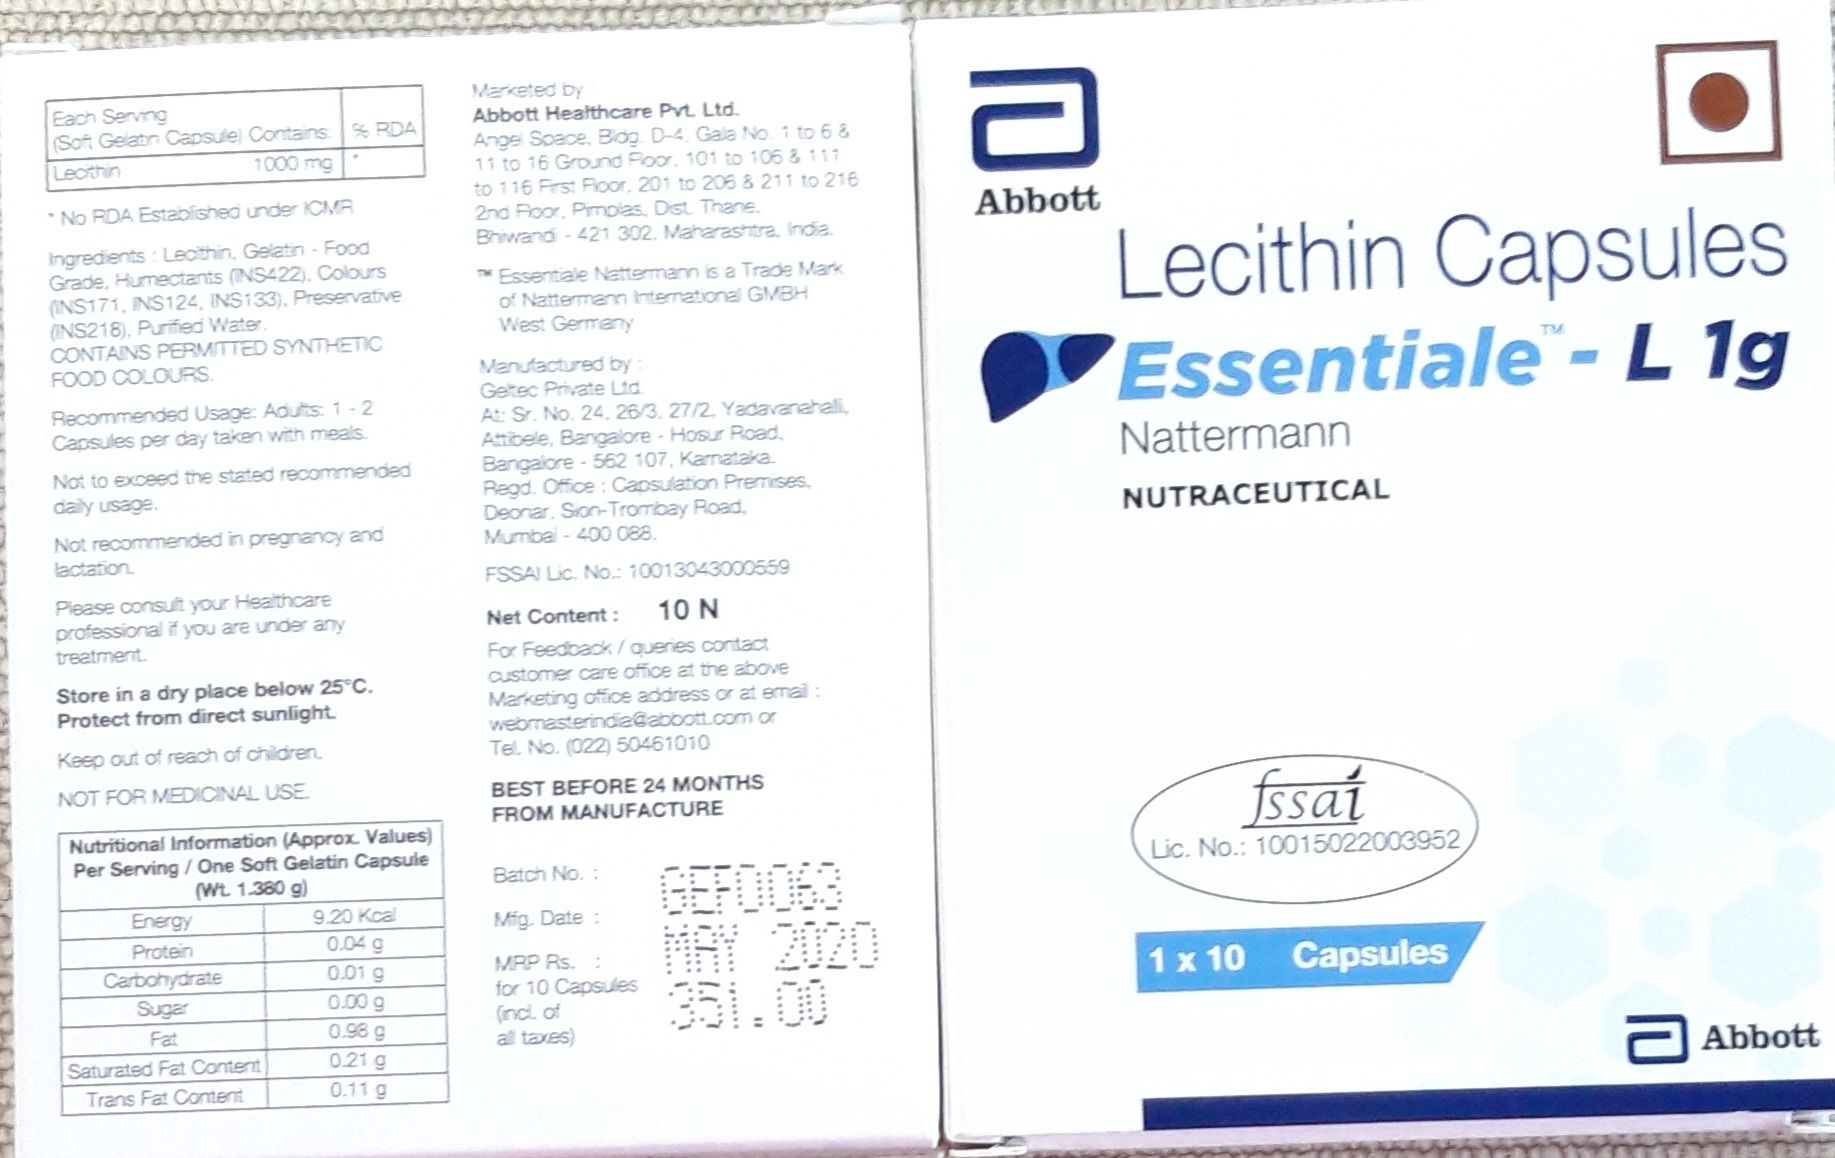 Each Serving
(Soft Gelatin Capsule) Contains:
% RDA
Lecithin 1000 mg *
* No RDA Established under ICMR
Ingredients : Lecithin, Gelatin - Food
Grade, Humectants (INS422), Colours
(INS171, INS124, INS133), Preservative
(INS218), Purified Water.
CONTAINS PERMITTED SYNTHETIC
FOOD COLOURS.
Recommended Usage: Adults: 1 - 2
Capsules per day taken with meals.
Not to exceed the stated recommended
daily usage.
Not recommended in pregnancy and
lactation.
Please consult your Healthcare
professional if you are under any
treatment.
Store in a dry place below 25°C.
Protect from direct sunlight.
Keep out of reach of children.
NOT FOR MEDICINAL USE.
Nutritional Information (Approx. Values)
Per Serving / One Soft Gelatin Capsule
(Wt. 1.380 g)
Energy 9.20 Kcal
Protein 0.04 g
Carbohydrate 0.01 g
Sugar 0.00 g
Fat 0.98 g
Saturated Fat Content 0.21 g
Trans Fat Content 0.11 g
Marketed by :
Abbott Healthcare Pvt. Ltd.
Angel Space, Bldg. D-4, Gala No. 1 to 6 &
11 to 16 Ground Floor, 101 to 106 & 111
to 116 First Floor, 201 to 206 & 211 to 216
2nd Floor, Pimplas, Dist. Thane,
Bhiwandi - 421 302, Maharashtra, India.
™ Essentiale Nattermann is a Trade Mark
of Nattermann International GMBH
West Germany
Manufactured by :
Geltec Private Ltd.
At: Sr. No. 24, 26/3, 27/2, Yadavanahalli,
Attibele, Bangalore - Hosur Road,
Bangalore - 562 107, Karnataka.
Regd. Office : Capsulation Premises,
Deonar, Sion-Trombay Road,
Mumbai - 400 088.
FSSAI Lic. No.: 10013043000559
Net Content : 10 N
For Feedback / queries contact
customer care office at the above
Marketing office address or at email :
webmasterindia@abbott.com or
Tel. No. (022) 50461010
BEST BEFORE 24 MONTHS
FROM MANUFACTURE
Batch No. : GEF0063
Mfg. Date : MAY 2020
MRP Rs. : 351.00
for 10 Capsules
(incl. of
all taxes)
Abbott
Lecithin Capsules
Essentiale™ - L 1g
Nattermann
NUTRACEUTICAL
fssai
Lic. No.: 10015022003952
1 x 10 Capsules
Abbott